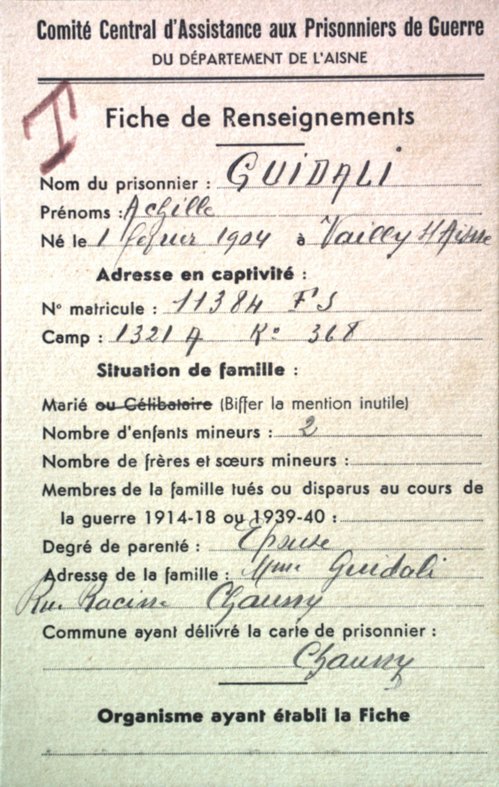 Comité Central d'Assistance aux Prisonniers de Guerre
DU DÉPARTEMENT DE L'AISNE
I
Fiche de Renseignements
Nom du prisonnier : GUIDALI
Prénoms : Achille
Né le 1 février 1904 à Vailly s/Aisne
Adresse en captivité :
N° matricule : 11384 FS
Camp : 1321 A K° 368
Situation de famille :
Marié ou Célibataire (Biffer la mention inutile)
Nombre d'enfants mineurs : 2
Nombre de frères et sœurs mineurs :
Membres de la famille tués ou disparus au cours de
la guerre 1914-18 ou 1939-40 :
Degré de parenté : Epouse
Adresse de la famille : Mme Guidali
Rue Racine Chauny
Commune ayant délivré la carte de prisonnier :
Chauny
Organisme ayant établi la Fiche